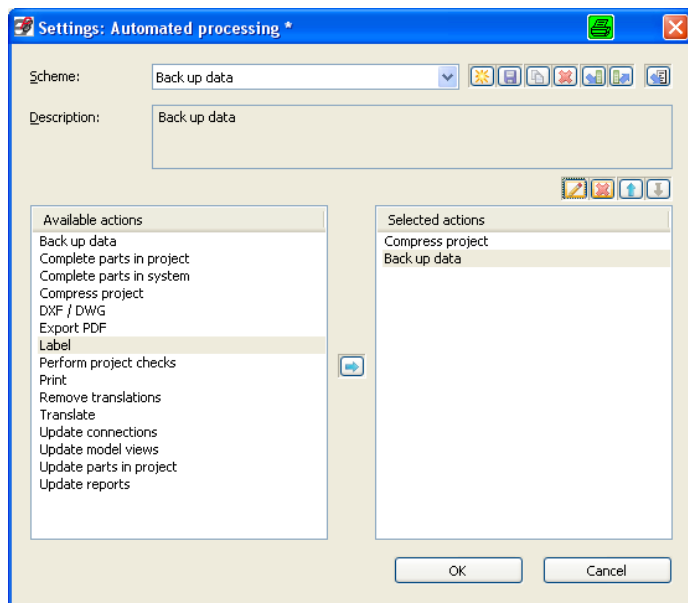 Settings: Automated processing *
Scheme: Back up data
Description: Back up data
Available actions
Back up data
Complete parts in project
Complete parts in system
Compress project
DXF / DWG
Export PDF
Label
Perform project checks
Print
Remove translations
Translate
Update connections
Update model views
Update parts in project
Update reports
Selected actions
Compress project
Back up data
OK Cancel